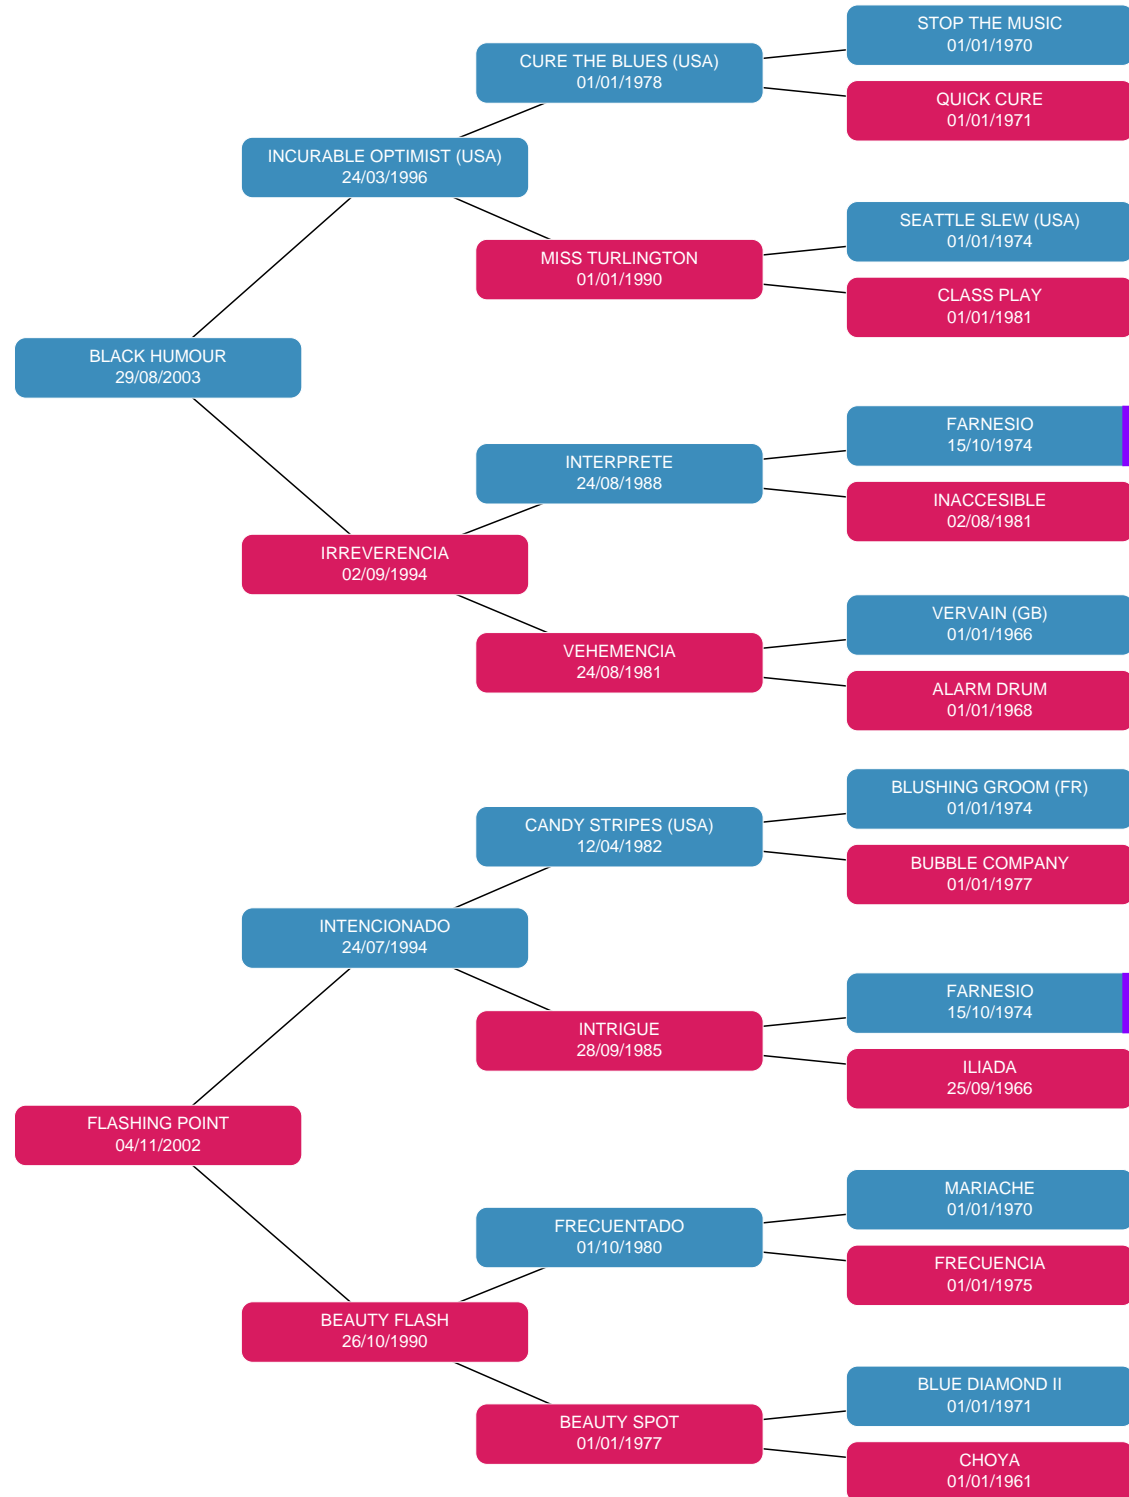 STOP THE MUSIC
01/01/1970
CURE THE BLUES (USA)
01/01/1978
QUICK CURE
01/01/1971
INCURABLE OPTIMIST (USA)
24/03/1996
SEATTLE SLEW (USA)
01/01/1974
MISS TURLINGTON
01/01/1990
CLASS PLAY
01/01/1981
BLACK HUMOUR
29/08/2003
FARNESIO
15/10/1974
INTERPRETE
24/08/1988
INACCESIBLE
02/08/1981
IRREVERENCIA
02/09/1994
VERVAIN (GB)
01/01/1966
VEHEMENCIA
24/08/1981
ALARM DRUM
01/01/1968
BLUSHING GROOM (FR)
01/01/1974
CANDY STRIPES (USA)
12/04/1982
BUBBLE COMPANY
01/01/1977
INTENCIONADO
24/07/1994
FARNESIO
15/10/1974
INTRIGUE
28/09/1985
ILIADA
25/09/1966
FLASHING POINT
04/11/2002
MARIACHE
01/01/1970
FRECUENTADO
01/10/1980
FRECUENCIA
01/01/1975
BEAUTY FLASH
26/10/1990
BLUE DIAMOND II
01/01/1971
BEAUTY SPOT
01/01/1977
CHOYA
01/01/1961